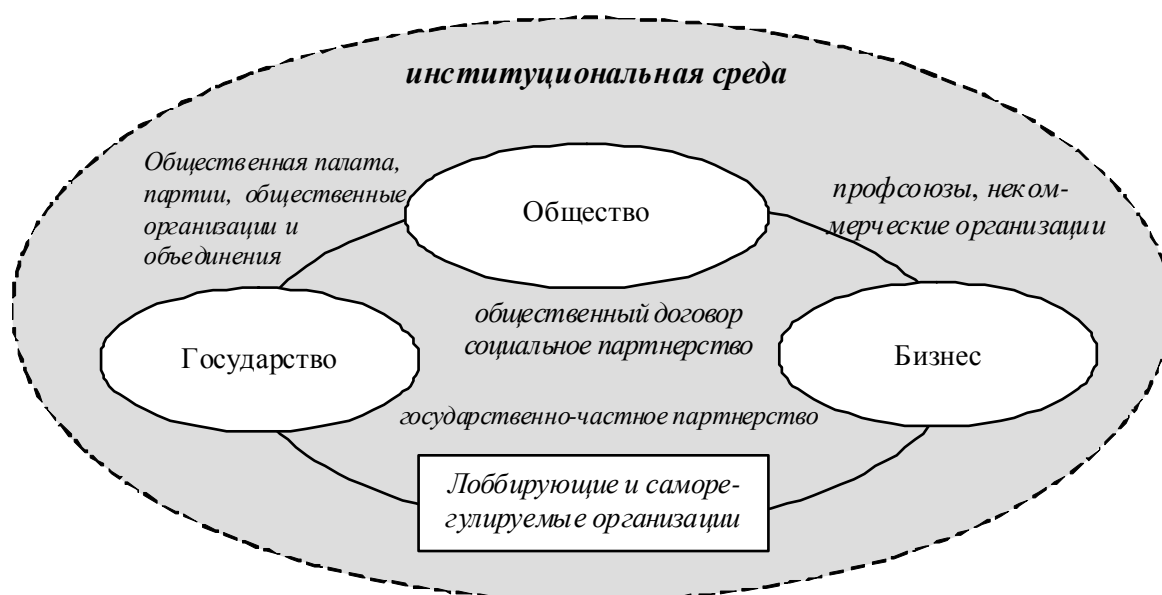 институциональная среда
Общественная палата,
партии, общественные
организации и
объединения
Общество
профсоюзы, неком-
мерческие организации
общественный договор
социальное партнерство
Государство
Бизнес
государственно-частное партнерство
Лоббирующие и саморе-
гулируемые организации